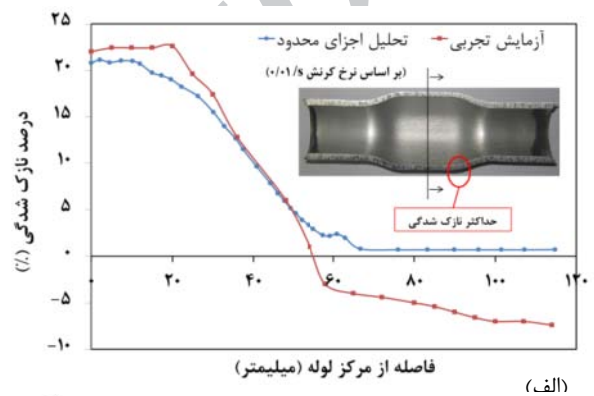 ۲۵
۲۰
۱۵
۱۰
۵
۰
-۵
-۱۰
درصد نازک شدگی (%)
آزمایش تجربی
تحلیل اجزای محدود
(بر اساس نرخ کرنش ۰/۰۱/s)
حداکثر نازک شدگی
۰ ۲۰ ۴۰ ۶۰ ۸۰ ۱۰۰ ۱۲۰
فاصله از مرکز لوله (میلیمتر)
(الف)